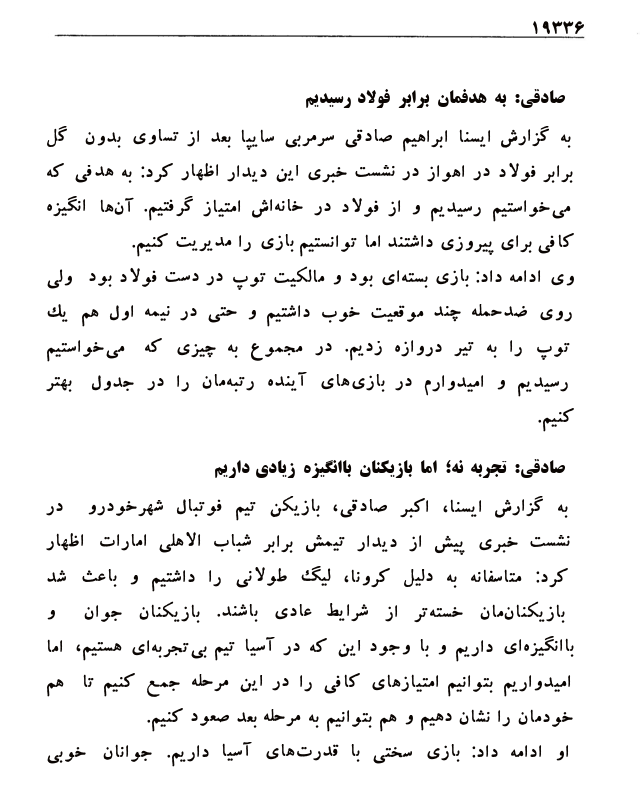 ۱۹۳۳۶
صادقی: به هدفمان برابر فولاد رسیدیم
به گزارش ایسنا ابراهیم صادقی سرمربی سایپا بعد از تساوی بدون گل
برابر فولاد در اهواز در نشست خبری این دیدار اظهار کرد: به هدفی که
می‌خواستیم رسیدیم و از فولاد در خانه‌اش امتیاز گرفتیم. آن‌ها انگیزه
کافی برای پیروزی داشتند اما توانستیم بازی را مدیریت کنیم.
وی ادامه داد: بازی بسته‌ای بود و مالکیت توپ در دست فولاد بود ولی
روی ضدحمله چند موقعیت خوب داشتیم و حتی در نیمه اول هم یك
توپ را به تیر دروازه زدیم. در مجموع به چیزی که می‌خواستیم
رسیدیم و امیدوارم در بازی‌های آینده رتبه‌مان را در جدول بهتر
کنیم.
صادقی: تجربه نه؛ اما بازیکنان باانگیزه زیادی داریم
به گزارش ایسنا، اکبر صادقی، بازیکن تیم فوتبال شهرخودرو در
نشست خبری پیش از دیدار تیمش برابر شباب الاهلی امارات اظهار
کرد: متاسفانه به دلیل کرونا، لیگ طولانی را داشتیم و باعث شد
بازیکنان‌مان خسته‌تر از شرایط عادی باشند. بازیکنان جوان و
باانگیزه‌ای داریم و با وجود این که در آسیا تیم بی‌تجربه‌ای هستیم، اما
امیدواریم بتوانیم امتیازهای کافی را در این مرحله جمع کنیم تا هم
خودمان را نشان دهیم و هم بتوانیم به مرحله بعد صعود کنیم.
او ادامه داد: بازی سختی با قدرت‌های آسیا داریم. جوانان خوبی